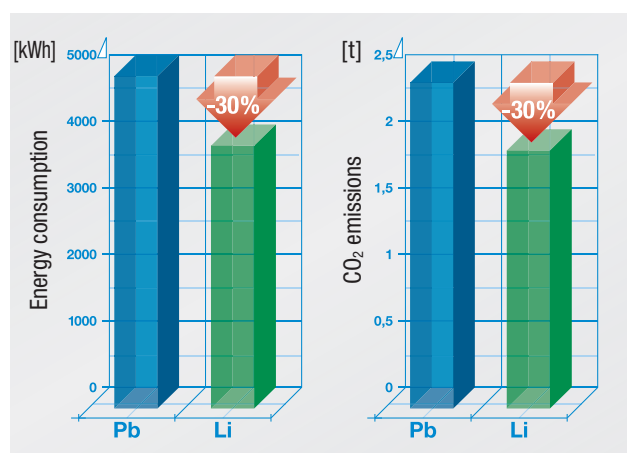 [kWh]
5000
4000
3000
2000
1000
0
Energy consumption
-30%
Pb
Li
[t]
2,5
2
1,5
1
0,5
0
CO₂ emissions
-30%
Pb
Li